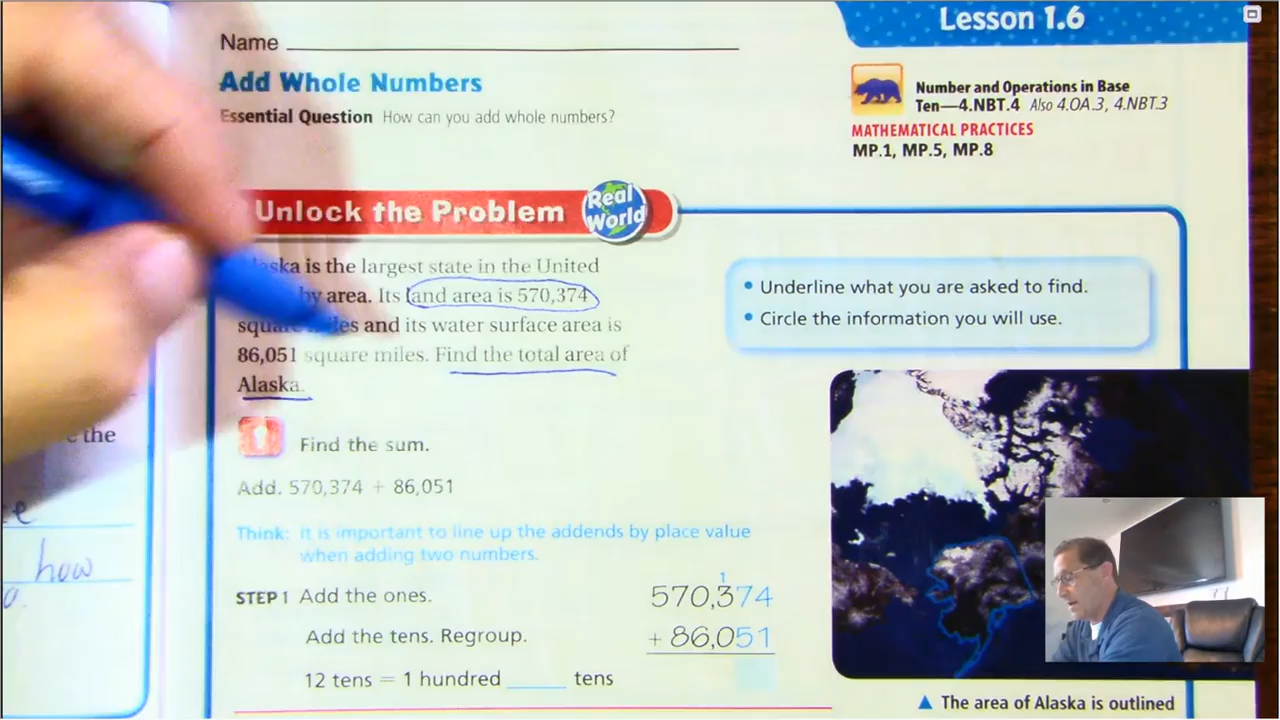 Lesson 1.6
Name
Add Whole Numbers
Essential Question How can you add whole numbers?
Number and Operations in Base
Ten—4.NBT.4 Also 4.OA.3, 4.NBT.3
MATHEMATICAL PRACTICES
MP.1, MP.5, MP.8
Unlock the Problem
Real
World
is the largest state in the United
by area. Its land area is 570,374
square and its water surface area is
86,051 square miles. Find the total area of
Alaska.
• Underline what you are asked to find.
• Circle the information you will use.
the
Find the sum.
Add. 570,374 + 86,051
Think: It is important to line up the addends by place value
when adding two numbers.
how
STEP 1 Add the ones.
Add the tens. Regroup.
12 tens = 1 hundred ____ tens
1
570,374
+ 86,051
▲ The area of Alaska is outlined